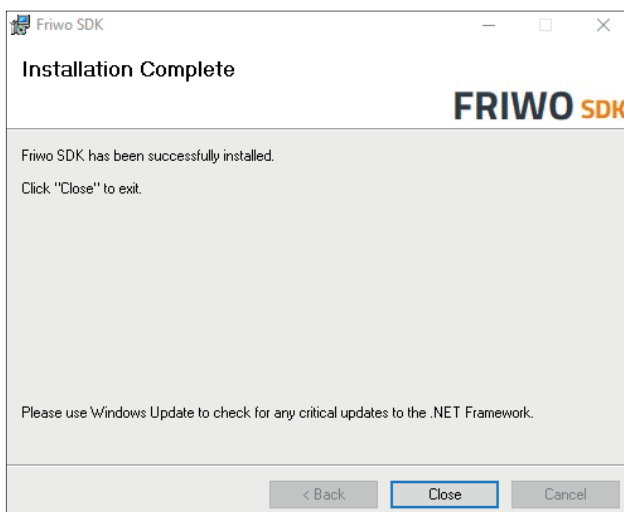 Friwo SDK
Installation Complete
FRIWO SDK
Friwo SDK has been successfully installed.
Click "Close" to exit.
Please use Windows Update to check for any critical updates to the .NET Framework.
< Back
Close
Cancel